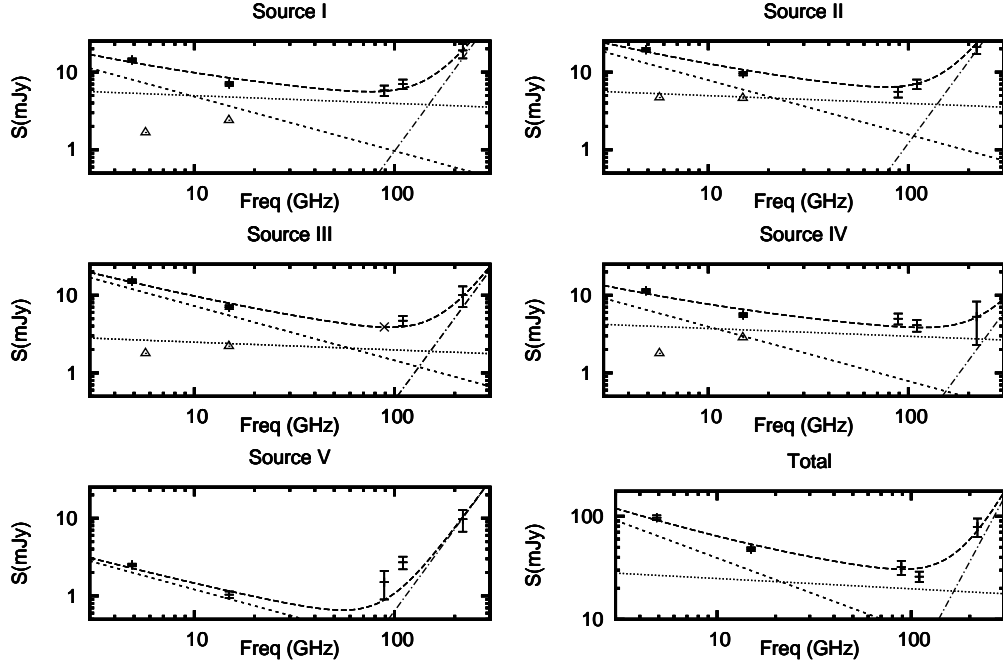 Source I
Source II
S(mJy)
10
1
10
100
Freq (GHz)
S(mJy)
10
1
10
100
Freq (GHz)
Source III
Source IV
S(mJy)
10
1
10
100
Freq (GHz)
S(mJy)
10
1
10
100
Freq (GHz)
Source V
Total
S(mJy)
10
1
10
100
Freq (GHz)
S(mJy)
100
10
10
100
Freq (GHz)